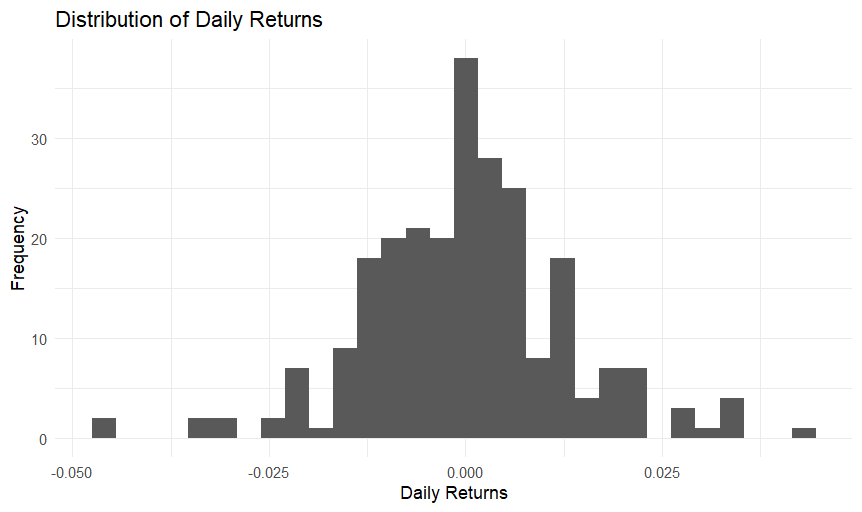 Distribution of Daily Returns
30
20
10
0
Frequency
-0.050 -0.025 0.000 0.025
Daily Returns